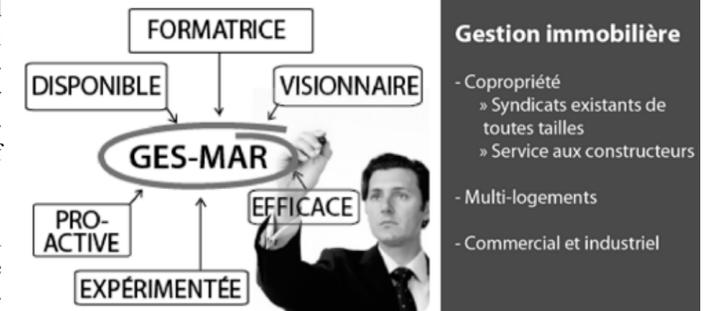 FORMATRICE
DISPONIBLE
VISIONNAIRE
GES-MAR
EFFICACE
PRO-
ACTIVE
EXPÉRIMENTÉE
Gestion immobilière
- Copropriété
» Syndicats existants de
toutes tailles
» Service aux constructeurs
- Multi-logements
- Commercial et industriel